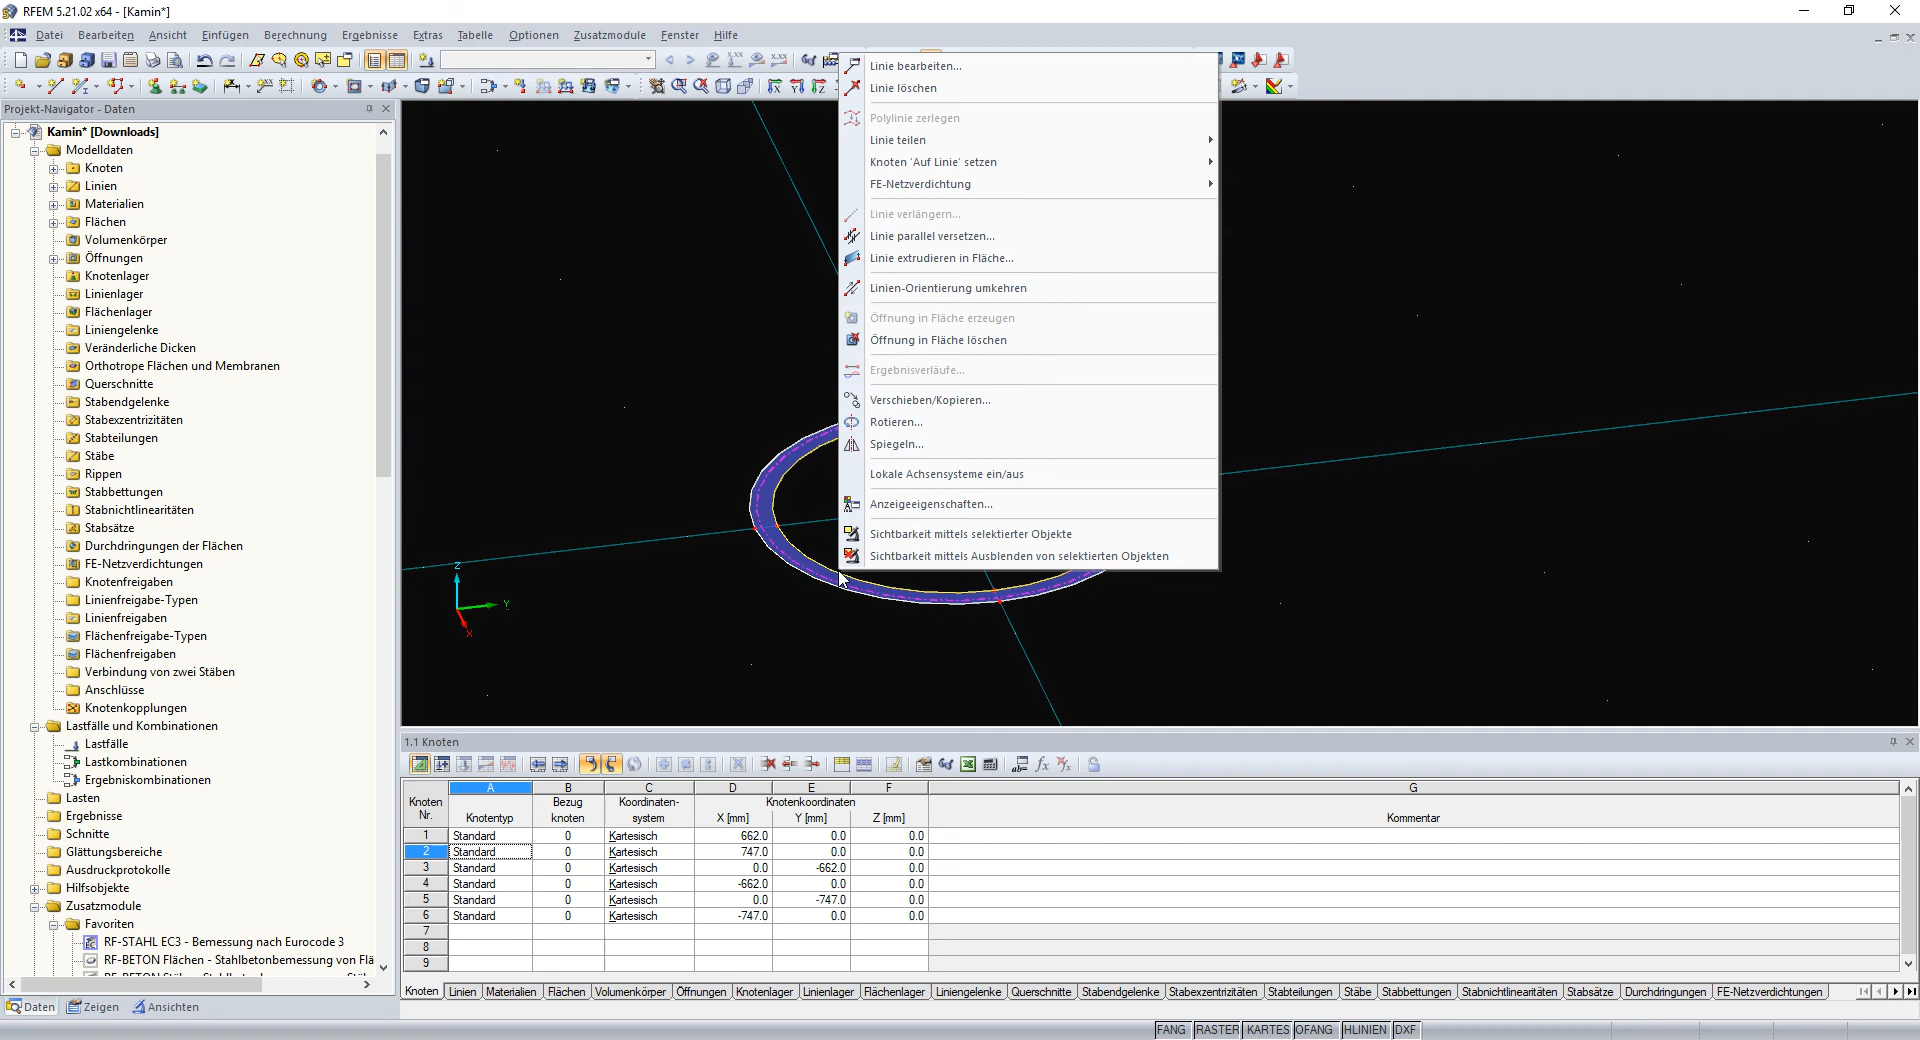 RFEM 5.21.02 x64 - [Kamin*]
Datei Bearbeiten Ansicht Einfügen Berechnung Ergebnisse Extras Tabelle Optionen Zusatzmodule Fenster Hilfe
Projekt-Navigator - Daten
Kamin* [Downloads]
Modelldaten
Knoten
Linien
Materialien
Flächen
Volumenkörper
Öffnungen
Knotenlager
Linienlager
Flächenlager
Liniengelenke
Veränderliche Dicken
Orthotrope Flächen und Membranen
Querschnitte
Stabendgelenke
Stabexzentrizitäten
Stabteilungen
Stäbe
Rippen
Stabbettungen
Stabnichtlinearitäten
Stabsätze
Durchdringungen der Flächen
FE-Netzverdichtungen
Knotenfreigaben
Linienfreigabe-Typen
Linienfreigaben
Flächenfreigabe-Typen
Flächenfreigaben
Verbindung von zwei Stäben
Anschlüsse
Knotenkopplungen
Lastfälle und Kombinationen
Lastfälle
Lastkombinationen
Ergebniskombinationen
Lasten
Ergebnisse
Schnitte
Glättungsbereiche
Ausdruckprotokolle
Hilfsobjekte
Zusatzmodule
Favoriten
RF-STAHL EC3 - Bemessung nach Eurocode 3
RF-BETON Flächen - Stahlbetonbemessung von Flä
Daten Zeigen Ansichten
Linie bearbeiten...
Linie löschen
Polylinie zerlegen
Linie teilen
Knoten 'Auf Linie' setzen
FE-Netzverdichtung
Linie verlängern...
Linie parallel versetzen...
Linie extrudieren in Fläche...
Linien-Orientierung umkehren
Öffnung in Fläche erzeugen
Öffnung in Fläche löschen
Ergebnisverläufe...
Verschieben/Kopieren...
Rotieren...
Spiegeln...
Lokale Achsensysteme ein/aus
Anzeigeeigenschaften...
Sichtbarkeit mittels selektierter Objekte
Sichtbarkeit mittels Ausblenden von selektierten Objekten
Z
Y
X
1.1 Knoten
A B C D E F G
Knoten Bezug Koordinaten- Knotenkoordinaten
Nr. Knotentyp knoten system X [mm] Y [mm] Z [mm] Kommentar
1 Standard 0 Kartesisch 662.0 0.0 0.0
2 Standard 0 Kartesisch 747.0 0.0 0.0
3 Standard 0 Kartesisch 0.0 -662.0 0.0
4 Standard 0 Kartesisch -662.0 0.0 0.0
5 Standard 0 Kartesisch 0.0 -747.0 0.0
6 Standard 0 Kartesisch -747.0 0.0 0.0
7
8
9
Knoten Linien Materialien Flächen Volumenkörper Öffnungen Knotenlager Linienlager Flächenlager Liniengelenke Querschnitte Stabendgelenke Stabexzentrizitäten Stabteilungen Stäbe Stabbettungen Stabnichtlinearitäten Stabsätze Durchdringungen FE-Netzverdichtungen
FANG RASTER KARTES OFANG HLINIEN DXF